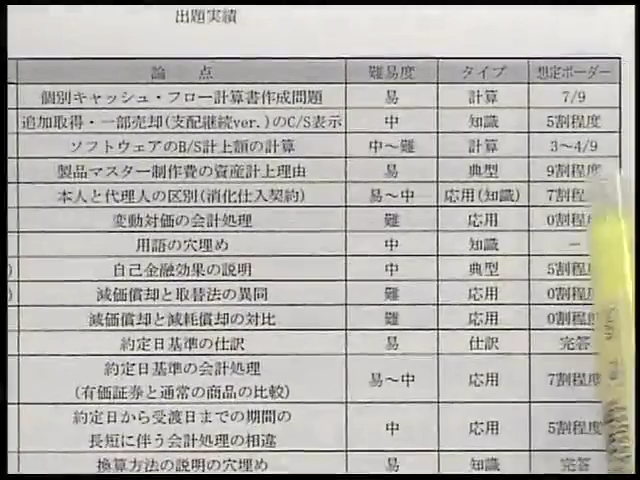 出題実績
論 点 難易度 タイプ 想定ボーダー
個別キャッシュ・フロー計算書作成問題 易 計算 7/9
追加取得・一部売却(支配継続ver.)のC/S表示 中 知識 5割程度
ソフトウェアのB/S計上額の計算 中～難 計算 3～4/9
製品マスター制作費の資産計上理由 易 典型 9割程度
本人と代理人の区別(消化仕入契約) 易～中 応用(知識) 7割程
変動対価の会計処理 難 応用 0割程
用語の穴埋め 中 知識 －
自己金融効果の説明 中 典型 5割程
減価償却と取替法の異同 難 応用 0割程
減価償却と減耗償却の対比 難 応用 0割程
約定日基準の仕訳 易 仕訳 完答
約定日基準の会計処理
(有価証券と通常の商品の比較) 易～中 応用 7割程
約定日から受渡日までの期間の
長短に伴う会計処理の相違 中 応用 5割程
換算方法の説明の穴埋め 易 知識 完答